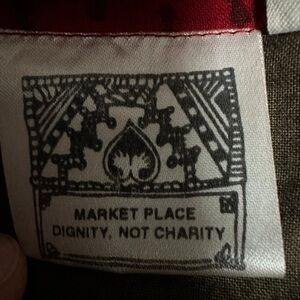 MARKET PLACE
DIGNITY, NOT CHARITY